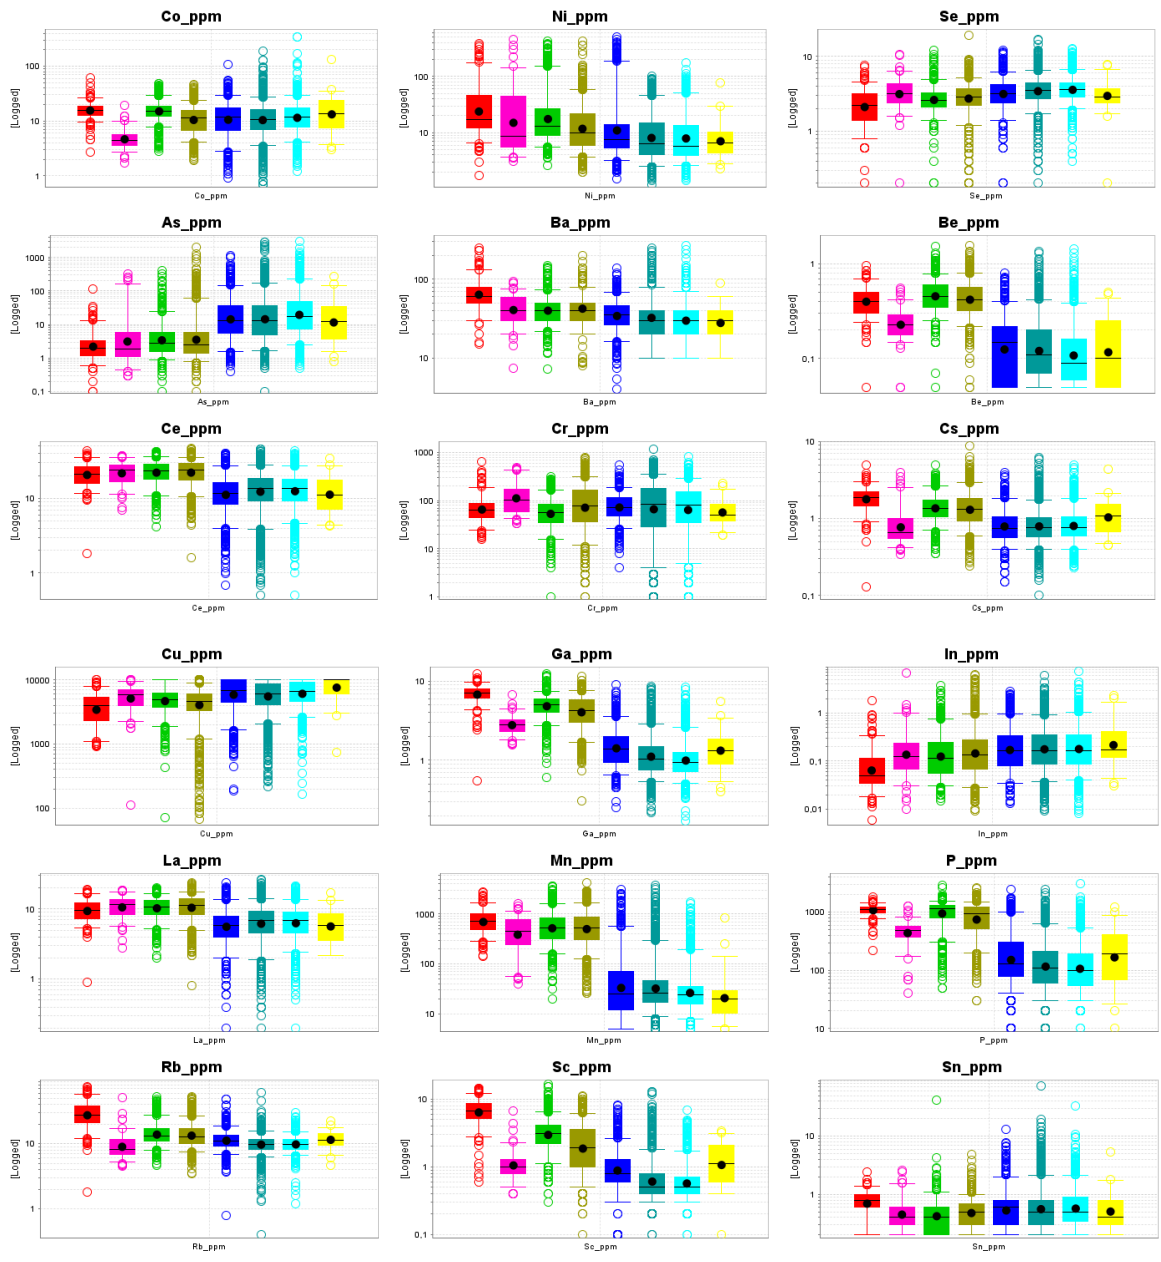 Co_ppm Ni_ppm Se_ppm
[Logged] 100 10 1 [Logged] 100 10 [Logged] 10 1
Co_ppm Ni_ppm Se_ppm
As_ppm Ba_ppm Be_ppm
[Logged] 1000 100 10 1 0,1 [Logged] 100 10 [Logged] 1 0,1
As_ppm Ba_ppm Be_ppm
Ce_ppm Cr_ppm Cs_ppm
[Logged] 10 1 [Logged] 1000 100 10 1 [Logged] 10 1 0,1
Ce_ppm Cr_ppm Cs_ppm
Cu_ppm Ga_ppm In_ppm
[Logged] 10000 1000 100 [Logged] 10 1 [Logged] 1 0,1 0,01
Cu_ppm Ga_ppm In_ppm
La_ppm Mn_ppm P_ppm
[Logged] 10 1 [Logged] 1000 100 10 [Logged] 1000 100 10
La_ppm Mn_ppm P_ppm
Rb_ppm Sc_ppm Sn_ppm
[Logged] 10 1 [Logged] 10 1 0,1 [Logged] 10 1
Rb_ppm Sc_ppm Sn_ppm